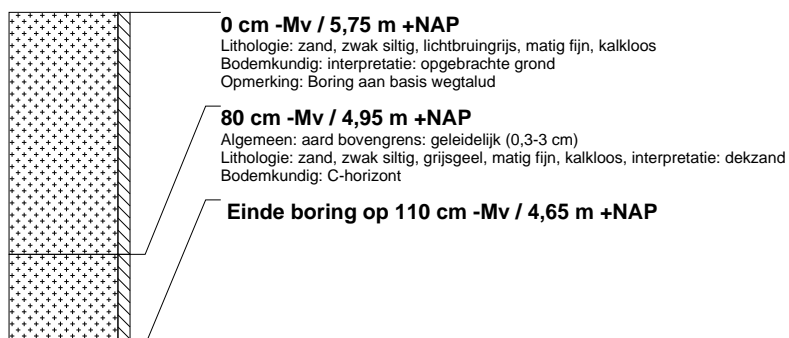 0 cm -Mv / 5,75 m +NAP
Lithologie: zand, zwak siltig, lichtbruingrijs, matig fijn, kalkloos
Bodemkundig: interpretatie: opgebrachte grond
Opmerking: Boring aan basis wegtalud
80 cm -Mv / 4,95 m +NAP
Algemeen: aard bovengrens: geleidelijk (0,3-3 cm)
Lithologie: zand, zwak siltig, grijsgeel, matig fijn, kalkloos, interpretatie: dekzand
Bodemkundig: C-horizont
Einde boring op 110 cm -Mv / 4,65 m +NAP